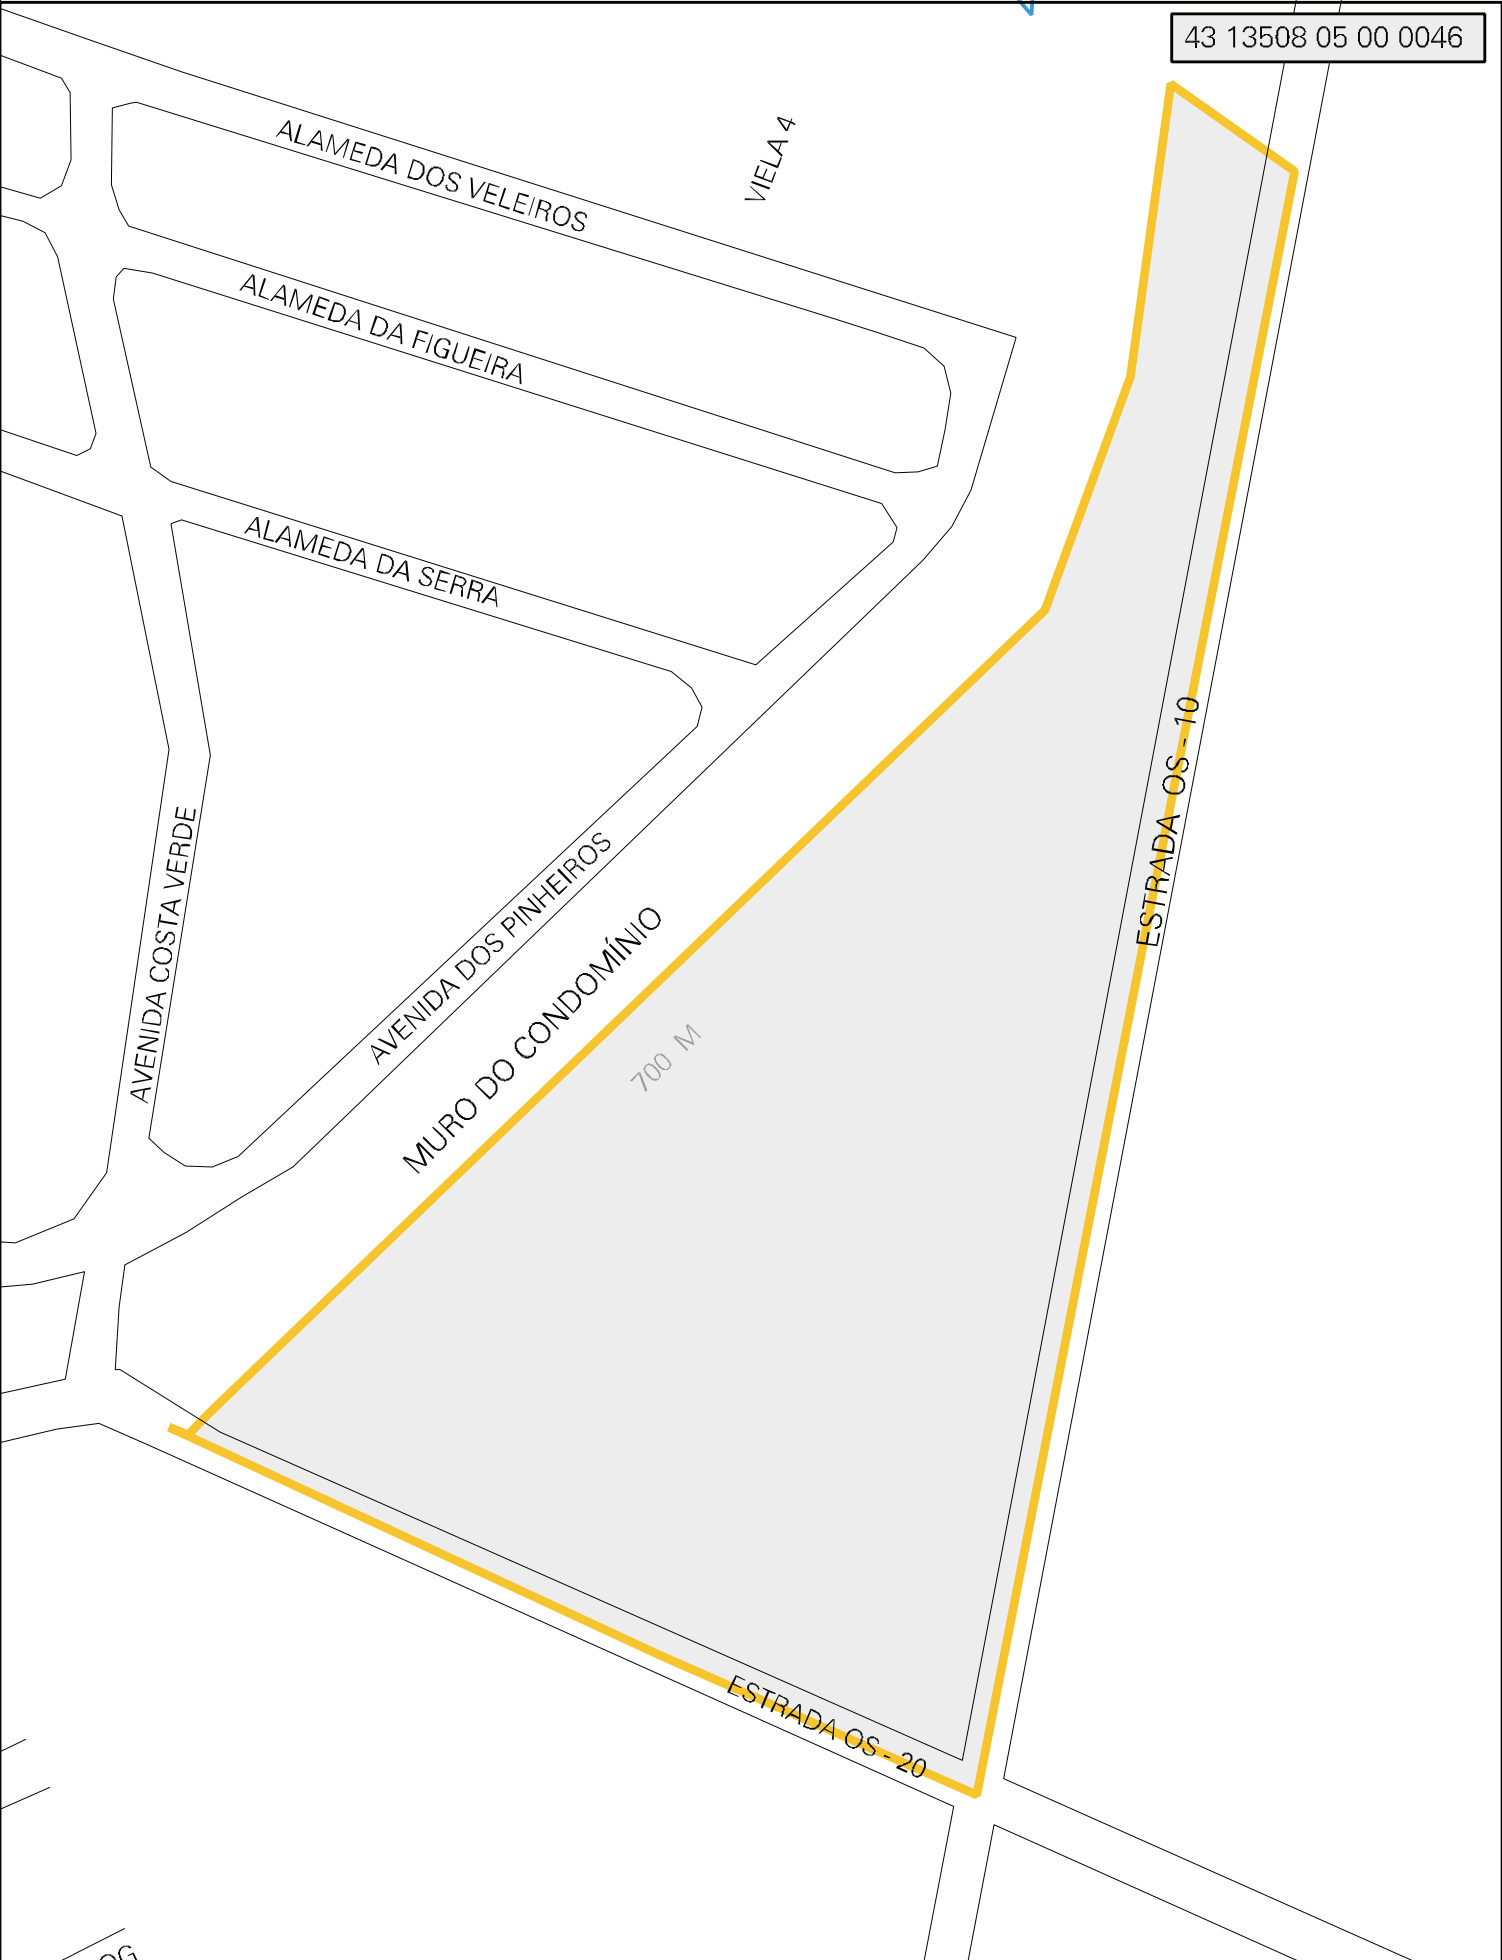 43 13508 05 00 0046
VIELA 4
ALAMEDA DOS VELEIROS
ALAMEDA DA FIGUEIRA
ALAMEDA DA SERRA
ESTRADA OS - 10
AVENIDA COSTA VERDE
AVENIDA DOS PINHEIROS
MURO DO CONDOMÍNIO
700 M
ESTRADA OS - 20